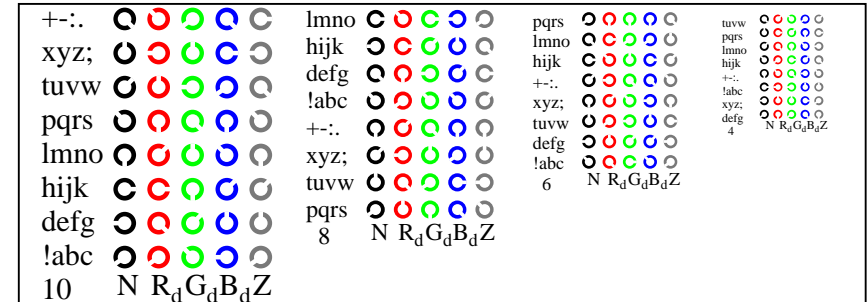 +-:.
xyz;
tuvw
pqrs
lmno
hijk
defg
!abc
10 N RdGdBdZ
lmno
hijk
defg
!abc
+-:.
xyz;
tuvw
pqrs
8 N RdGdBdZ
pqrs
lmno
hijk
+-:.
xyz;
tuvw
defg
!abc
6 N RdGdBdZ
tuvw
pqrs
lmno
hijk
+-:.
!abc
xyz;
defg
4 N RdGdBdZ